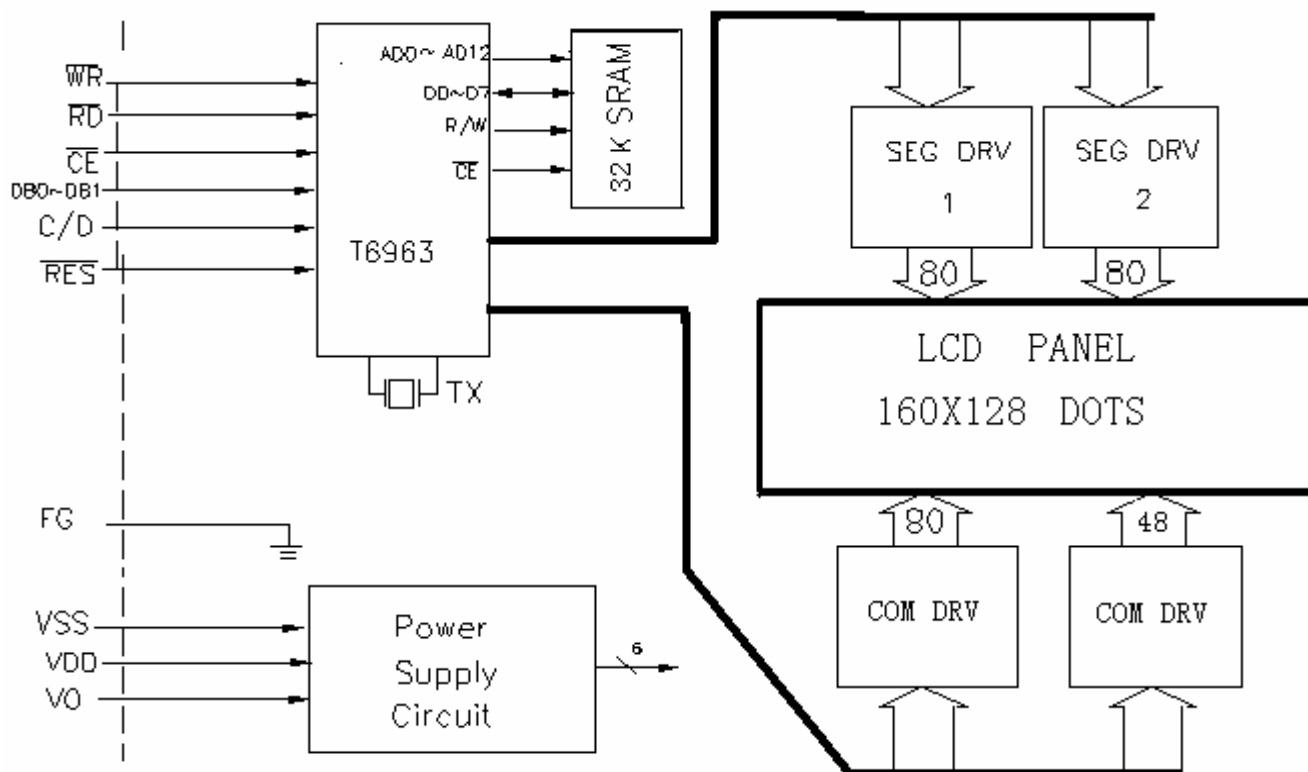 WR
RD
CE
DB0~DB1
C/D
RES
AD0~ AD12
DD~D7
R/W
CE
32 K SRAM
T6963
TX
SEG DRV
1
SEG DRV
2
80
80
LCD PANEL
160X128 DOTS
80
48
COM DRV
COM DRV
FG
VSS
VDD
VO
Power
Supply
Circuit
6